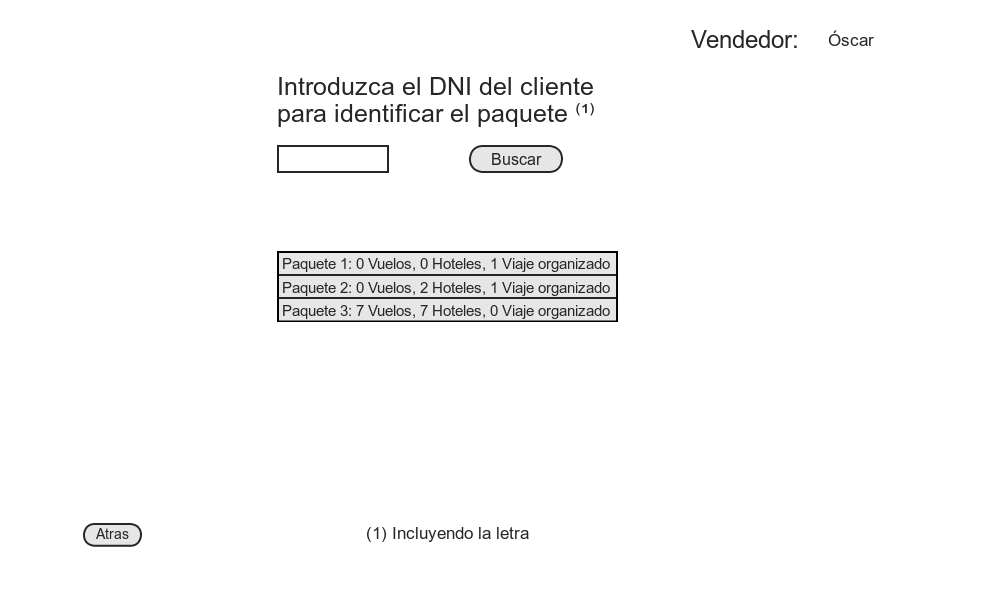 Vendedor: Óscar
Introduzca el DNI del cliente
para identificar el paquete ⁽¹⁾
Buscar
Paquete 1: 0 Vuelos, 0 Hoteles, 1 Viaje organizado
Paquete 2: 0 Vuelos, 2 Hoteles, 1 Viaje organizado
Paquete 3: 7 Vuelos, 7 Hoteles, 0 Viaje organizado
Atras
(1) Incluyendo la letra